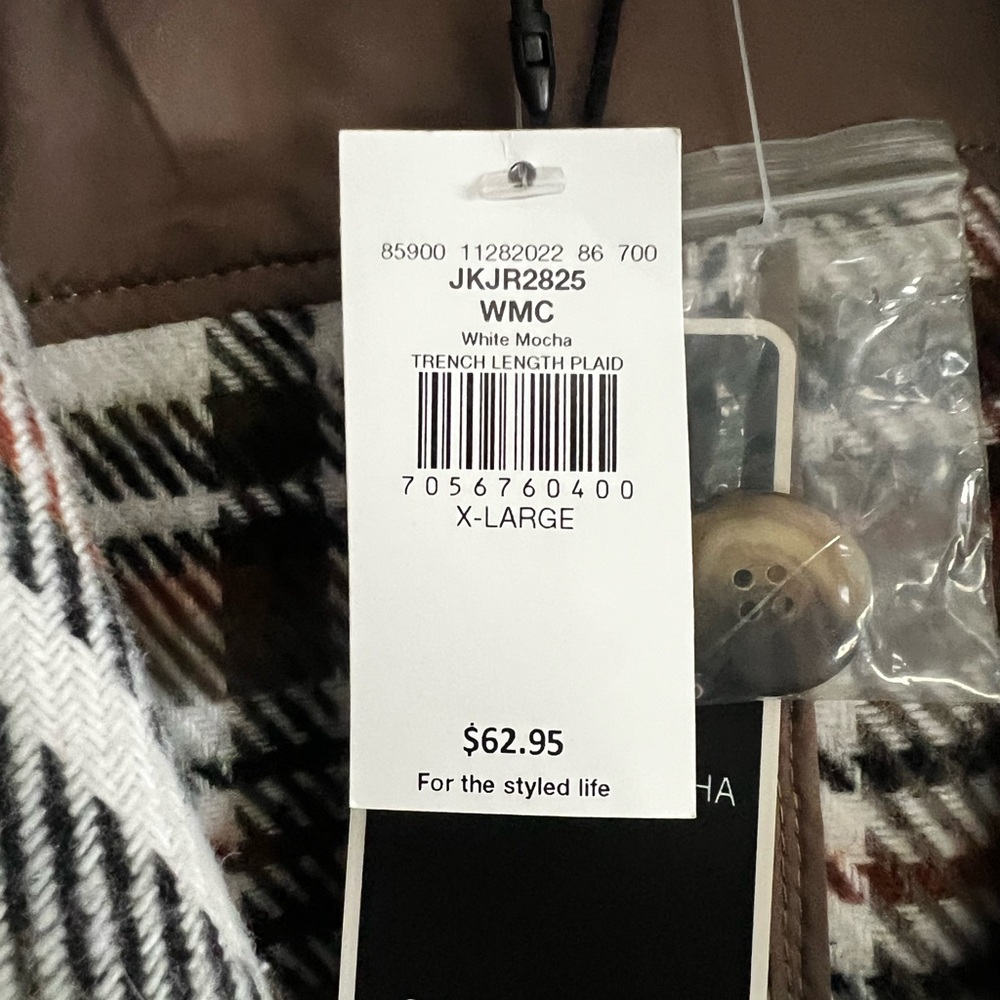 85900 11282022 86 700
JKJR2825
WMC
White Mocha
TRENCH LENGTH PLAID
7056760400
X-LARGE
$62.95
For the styled life
HA